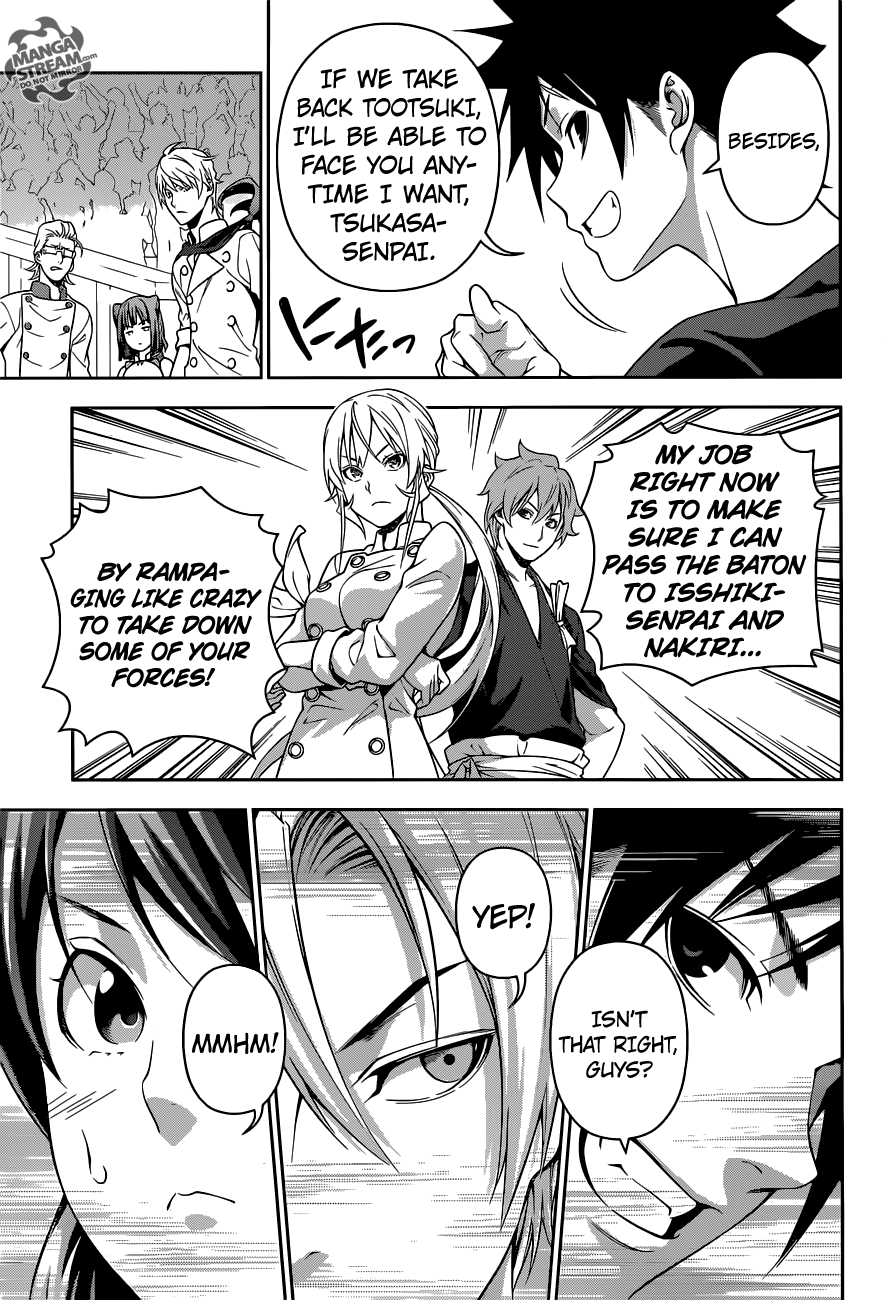 BESIDES,
IF WE TAKE
BACK TOOTSUKI,
I'LL BE ABLE TO
FACE YOU ANY-
TIME I WANT,
TSUKASA-
SENPAI.
ニヤっ
MANGA
STREAM.com
DO NOT MIRROR
MY JOB
RIGHT NOW
IS TO MAKE
SURE I CAN
PASS THE BATON
TO ISSHIKI-
SENPAI AND
NAKIRI...
BY RAMPA-
GING LIKE CRAZY
TO TAKE DOWN
SOME OF YOUR
FORCES!
ISN'T
THAT RIGHT,
GUYS?
YEP!
MMHM!